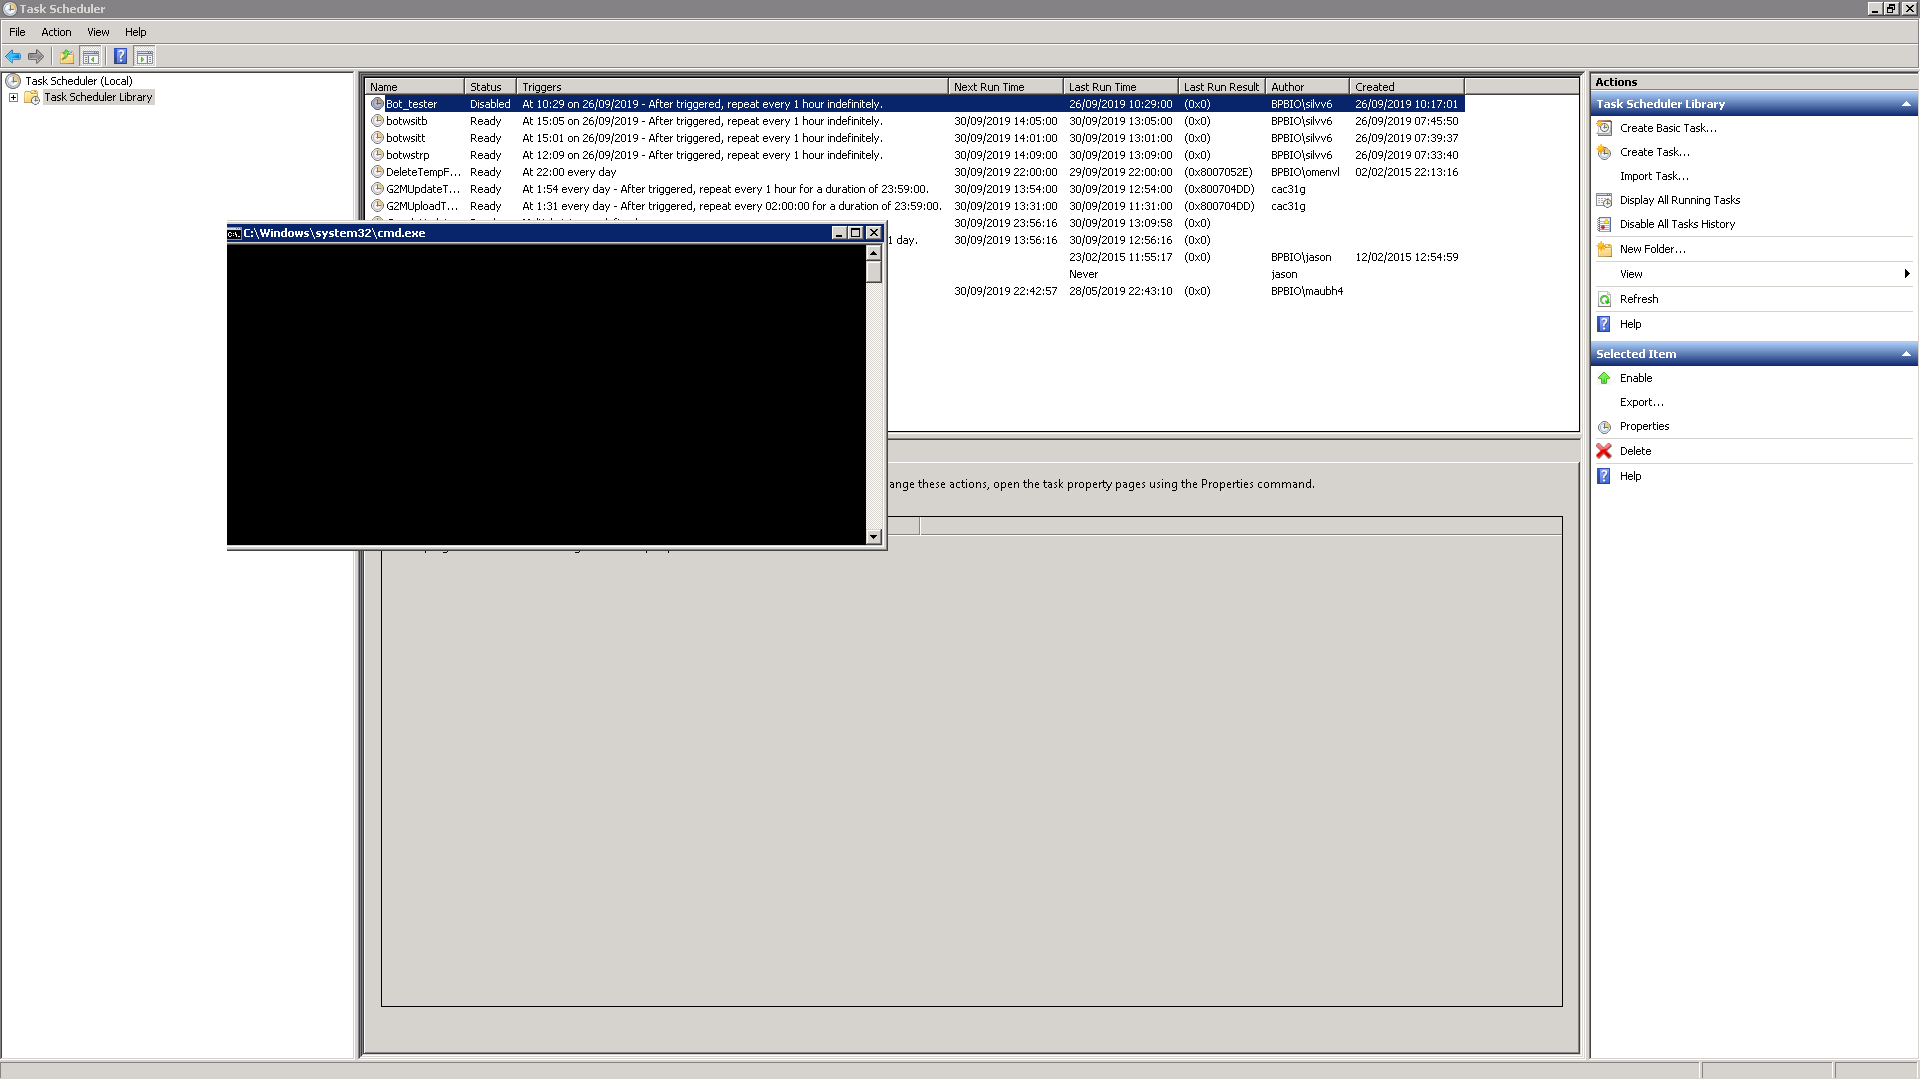 Task Scheduler
File Action View Help
Task Scheduler (Local)
Task Scheduler Library
Name Status Triggers Next Run Time Last Run Time Last Run Result Author Created
Bot_tester Disabled At 10:29 on 26/09/2019 - After triggered, repeat every 1 hour indefinitely. 26/09/2019 10:29:00 (0x0) BPBIO\silvv6 26/09/2019 10:17:01
botwsitb Ready At 15:05 on 26/09/2019 - After triggered, repeat every 1 hour indefinitely. 30/09/2019 14:05:00 30/09/2019 13:05:00 (0x0) BPBIO\silvv6 26/09/2019 07:45:50
botwsitt Ready At 15:01 on 26/09/2019 - After triggered, repeat every 1 hour indefinitely. 30/09/2019 14:01:00 30/09/2019 13:01:00 (0x0) BPBIO\silvv6 26/09/2019 07:39:37
botwstrp Ready At 12:09 on 26/09/2019 - After triggered, repeat every 1 hour indefinitely. 30/09/2019 14:09:00 30/09/2019 13:09:00 (0x0) BPBIO\silvv6 26/09/2019 07:33:40
DeleteTempF... Ready At 22:00 every day 30/09/2019 22:00:00 29/09/2019 22:00:00 (0x8007052E) BPBIO\omenvl 02/02/2015 22:13:16
G2MUpdateT... Ready At 1:54 every day - After triggered, repeat every 1 hour for a duration of 23:59:00. 30/09/2019 13:54:00 30/09/2019 12:54:00 (0x800704DD) cac31g
G2MUploadT... Ready At 1:31 every day - After triggered, repeat every 02:00:00 for a duration of 23:59:00. 30/09/2019 13:31:00 30/09/2019 11:31:00 (0x800704DD) cac31g
30/09/2019 23:56:16 30/09/2019 13:09:58 (0x0)
1 day. 30/09/2019 13:56:16 30/09/2019 12:56:16 (0x0)
23/02/2015 11:55:17 (0x0) BPBIO\jason 12/02/2015 12:54:59
Never jason
30/09/2019 22:42:57 28/05/2019 22:43:10 (0x0) BPBIO\maubh4
C:\Windows\system32\cmd.exe
ange these actions, open the task property pages using the Properties command.
Actions
Task Scheduler Library
Create Basic Task...
Create Task...
Import Task...
Display All Running Tasks
Disable All Tasks History
New Folder...
View
Refresh
Help
Selected Item
Enable
Export...
Properties
Delete
Help